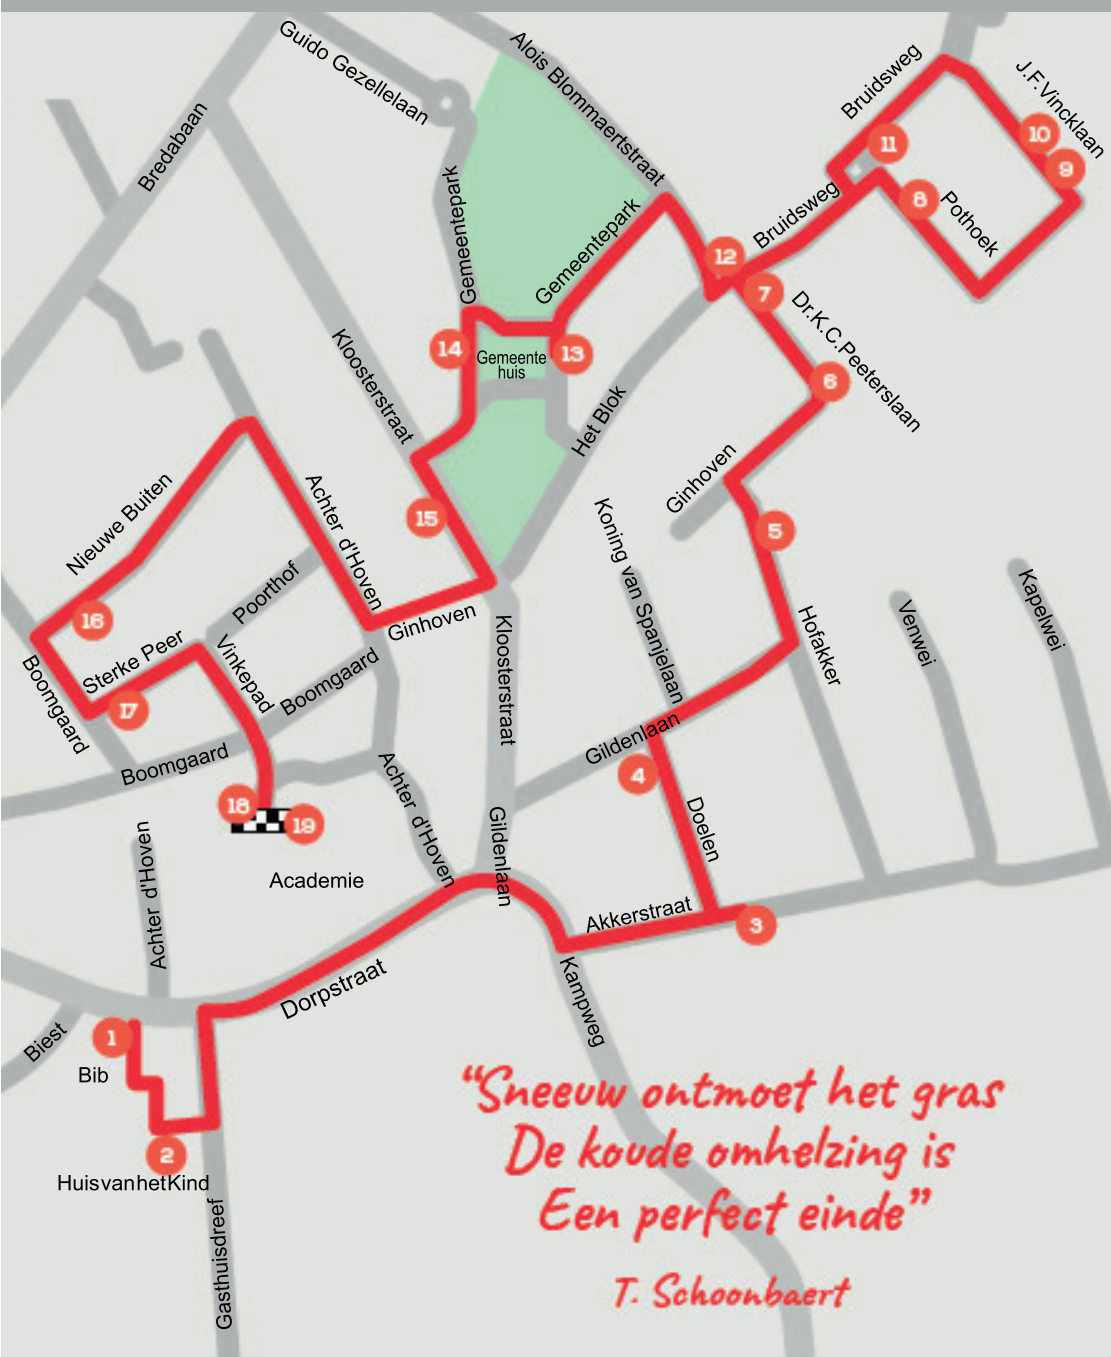 Guido Gezellelaan
Alois Blommaertstraat
Bruidsweg
J.F.Vincklaan
Bredabaan
10
11
9
Gemeentepark
8
Pothoek
Bruidsweg
Gemeentepark
12
7
Dr.K.C.Peeterslaan
Kloosterstraat
14
Gemeente
huis
13
6
Het Blok
Ginhoven
Nieuwe Buiten
Achter d'Hoven
15
Koning van Spanjelaan
5
Poorthof
Kapelwei
Venwei
16
Ginhoven
Hofakker
Sterke Peer
Vinkepad
Kloosterstraat
Boomgaard
Boomgaard
17
Gildenlaan
Boomgaard
4
Achter d'Hoven
18
19
Doelen
Gildenlaan
Achter d'Hoven
Academie
Akkerstraat
3
Dorpstraat
Kampweg
1
Biest
Bib
2
HuisvanhetKind
Gasthuisdreef
“Sneeuw ontmoet het gras
De koude omhelzing is
Een perfect einde”
T. Schoonbaert